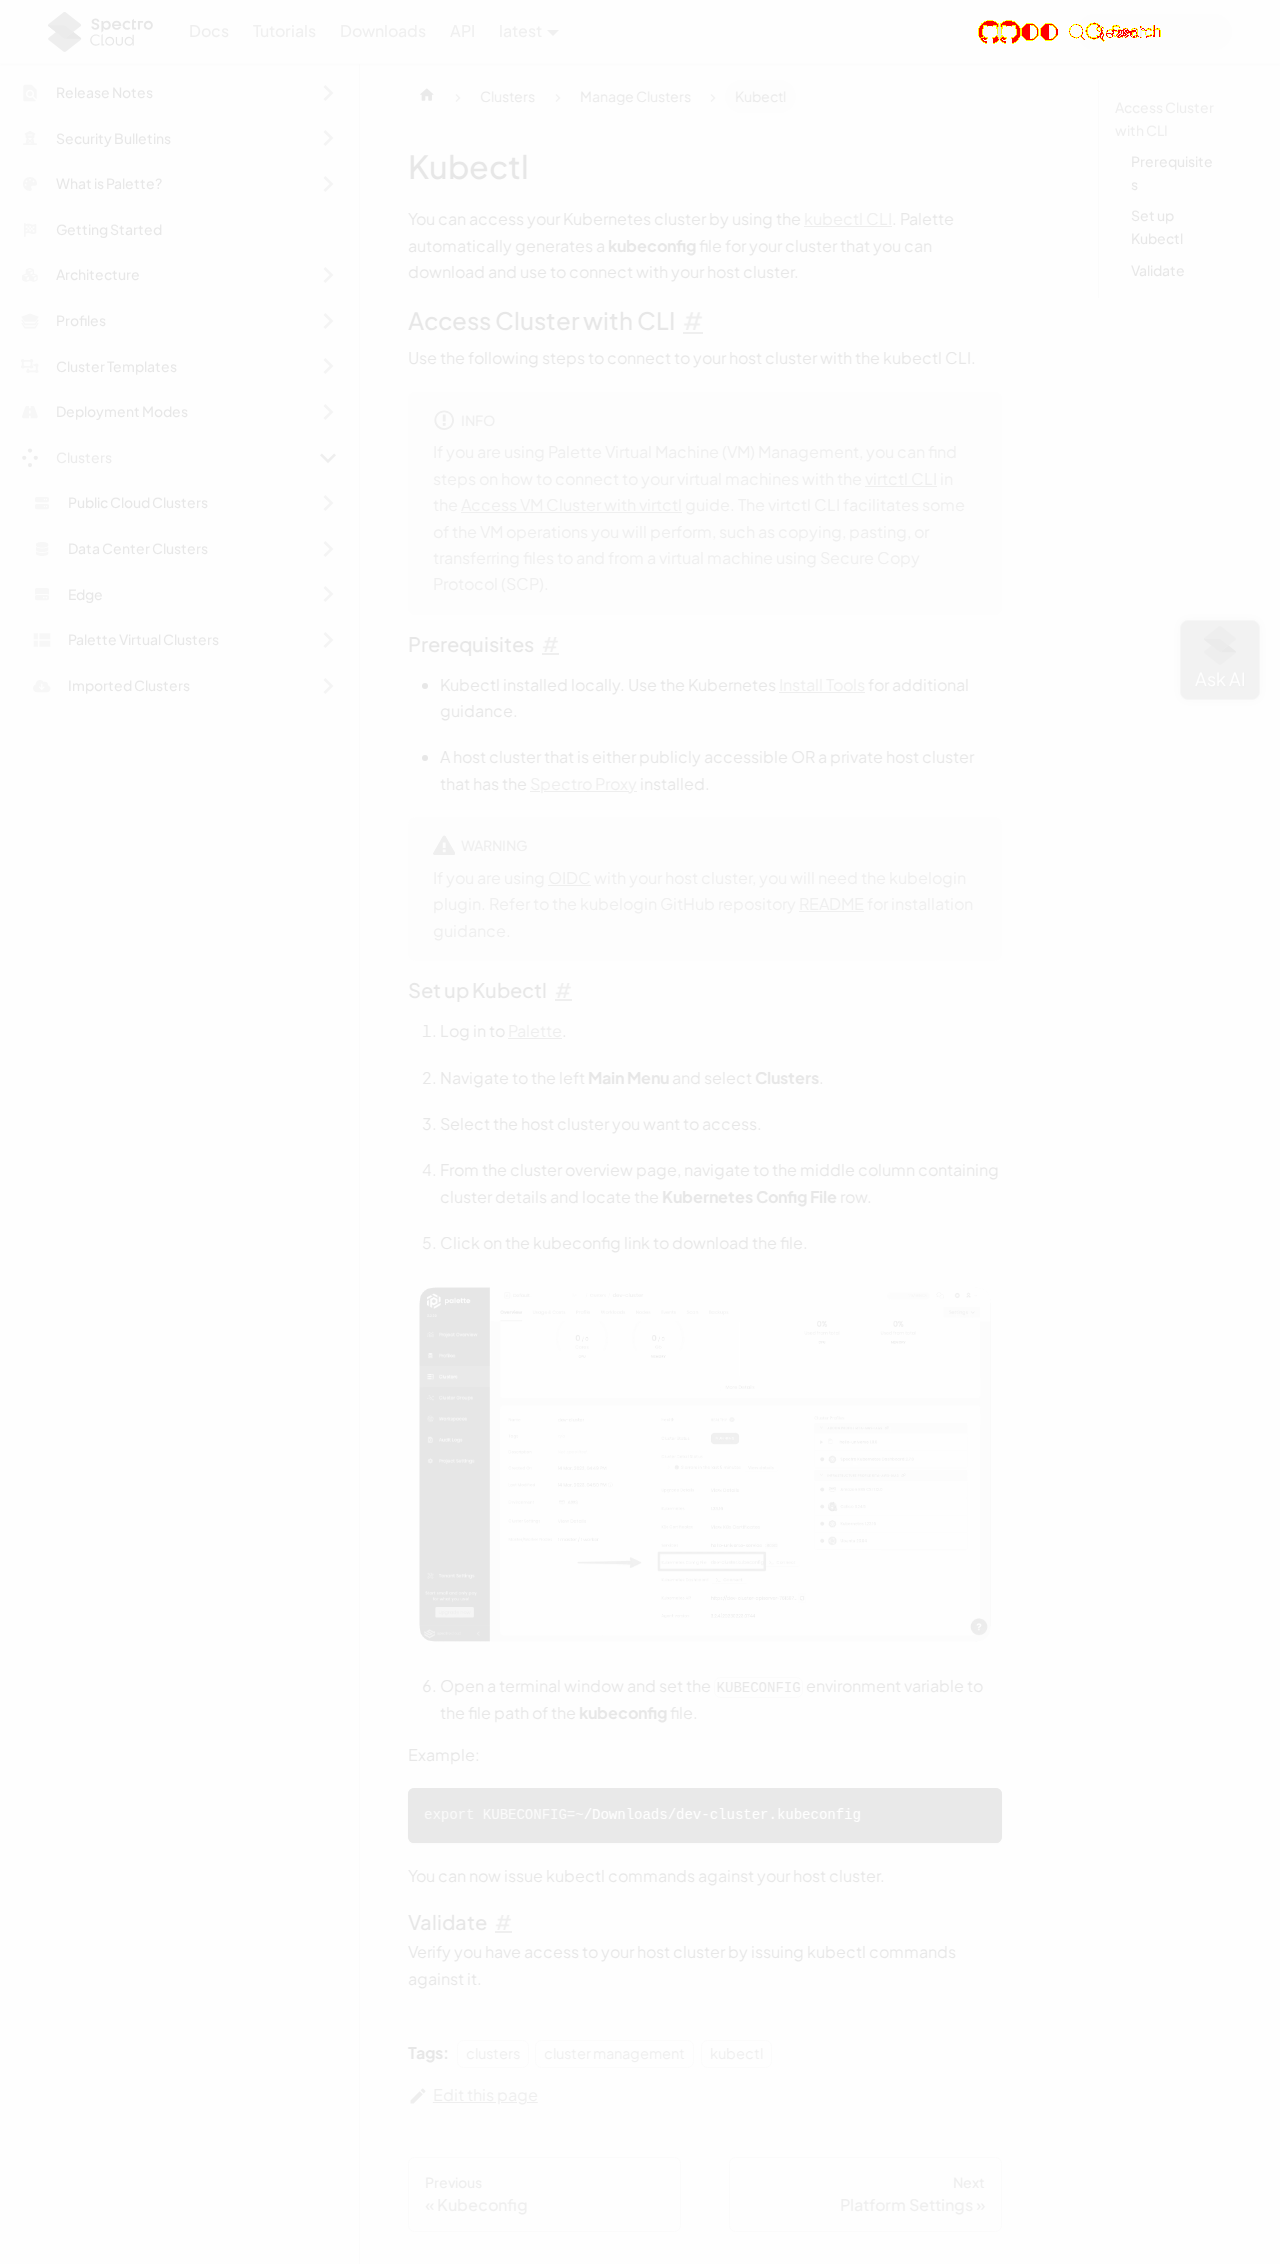 Spectro
Cloud
Docs
Tutorials
Downloads
API
latest
Search
Release Notes
Security Bulletins
What is Palette?
Getting Started
Architecture
Profiles
Cluster Templates
Deployment Modes
Clusters
Public Cloud Clusters
Data Center Clusters
Edge
Palette Virtual Clusters
Imported Clusters
Clusters
Manage Clusters
Kubectl
Kubectl
You can access your Kubernetes cluster by using the kubectl CLI. Palette
automatically generates a kubeconfig file for your cluster that you can
download and use to connect with your host cluster.
Access Cluster with CLI #
Use the following steps to connect to your host cluster with the kubectl CLI.
INFO
If you are using Palette Virtual Machine (VM) Management, you can find
steps on how to connect to your virtual machines with the virtctl CLI in
the Access VM Cluster with virtctl guide. The virtctl CLI facilitates some
of the VM operations you will perform, such as copying, pasting, or
transferring files to and from a virtual machine using Secure Copy
Protocol (SCP).
Prerequisites #
• Kubectl installed locally. Use the Kubernetes Install Tools for additional
guidance.
• A host cluster that is either publicly accessible OR a private host cluster
that has the Spectro Proxy installed.
WARNING
If you are using OIDC with your host cluster, you will need the kubelogin
plugin. Refer to the kubelogin GitHub repository README for installation
guidance.
Set up Kubectl #
1. Log in to Palette.
2. Navigate to the left Main Menu and select Clusters.
3. Select the host cluster you want to access.
4. From the cluster overview page, navigate to the middle column containing
cluster details and locate the Kubernetes Config File row.
5. Click on the kubeconfig link to download the file.
palette
6. Open a terminal window and set the KUBECONFIG environment variable to
the file path of the kubeconfig file.
Example:
export KUBECONFIG=~/Downloads/dev-cluster.kubeconfig
You can now issue kubectl commands against your host cluster.
Validate #
Verify you have access to your host cluster by issuing kubectl commands
against it.
Tags: clusters cluster management kubectl
Edit this page
Previous
« Kubeconfig
Next
Platform Settings »
Access Cluster
with CLI
Prerequisite
s
Set up
Kubectl
Validate
Ask AI